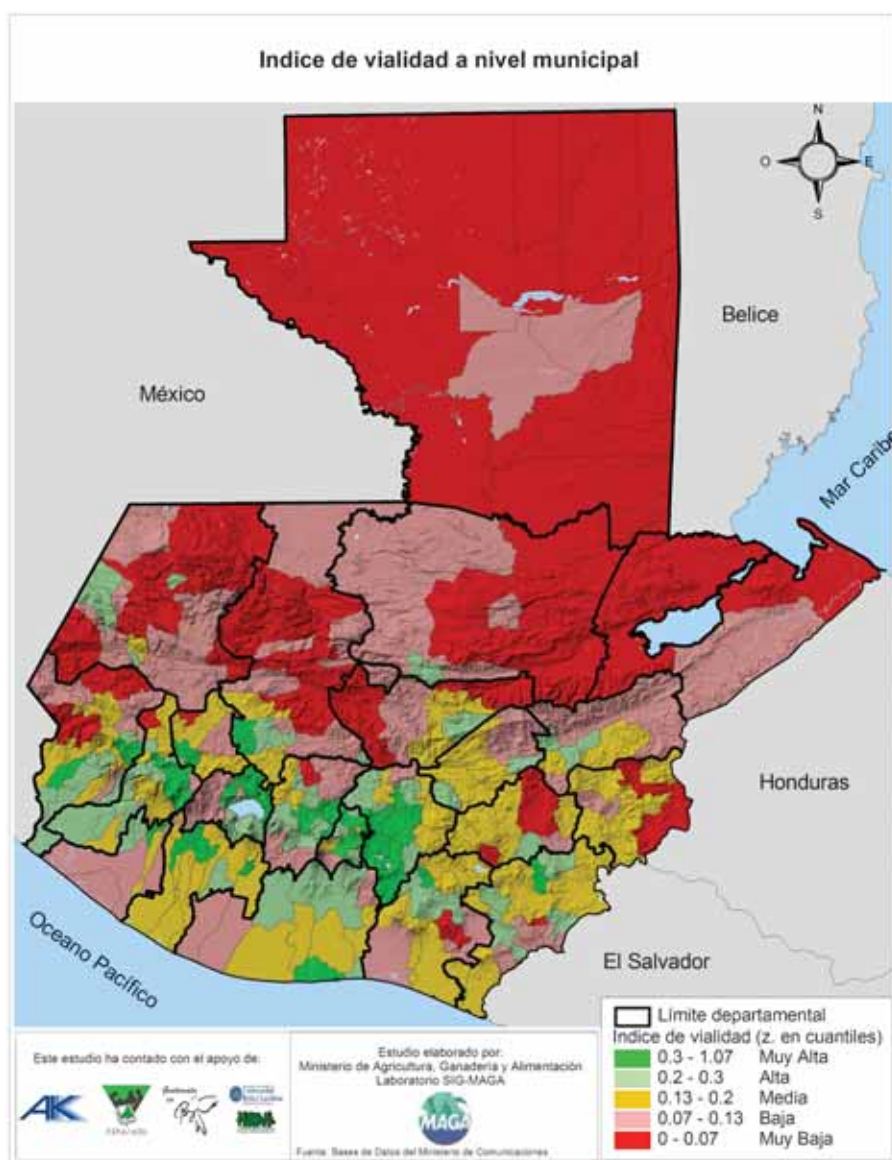 Indice de vialidad a nivel municipal
N
O
E
S
Belice
México
Mar Caribe
Honduras
Oceano Pacífico
El Salvador
Límite departamental
Indice de vialidad (z. en cuantiles)
0.3 - 1.07 Muy Alta
0.2 - 0.3 Alta
0.13 - 0.2 Media
0.07 - 0.13 Baja
0 - 0.07 Muy Baja
Este estudio ha contado con el apoyo de:
Estudio elaborado por:
Ministerio de Agricultura, Ganadería y Alimentación
Laboratorio SIG-MAGA
MAGA
Fuente: Bases de Datos del Ministerio de Comunicaciones